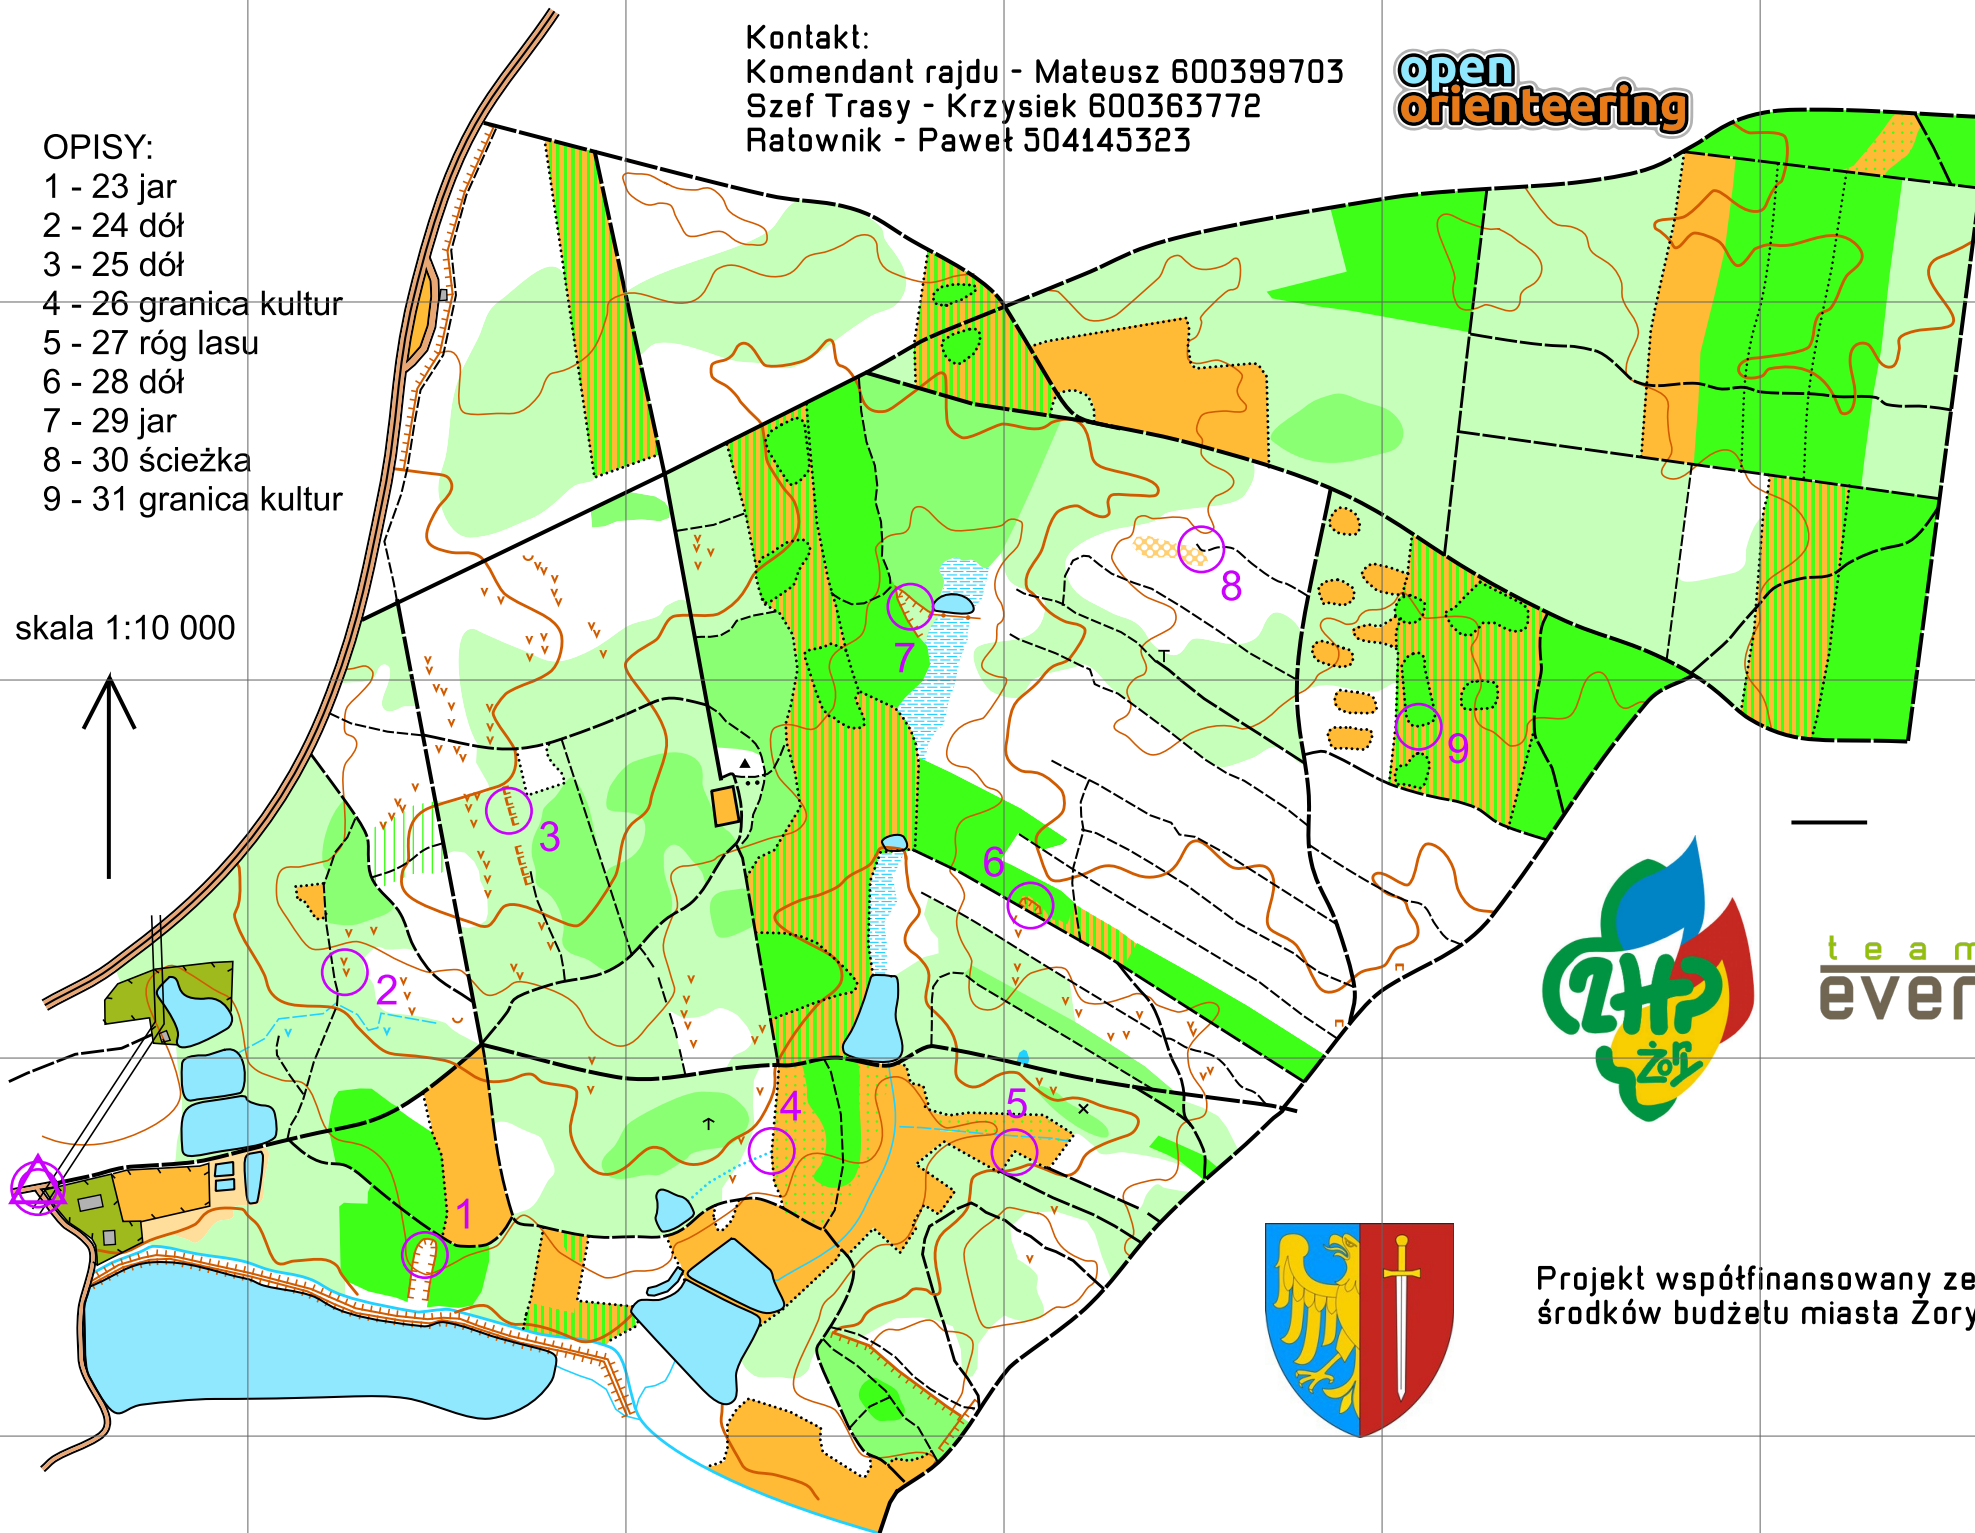 Kontakt:
Komendant rajdu - Mateusz 600399703
Szef Trasy - Krzysiek 600363772
Ratownik - Paweł 504145323
open
orienteering
OPISY:
1 - 23 jar
2 - 24 dół
3 - 25 dół
4 - 26 granica kultur
5 - 27 róg lasu
6 - 28 dół
7 - 29 jar
8 - 30 ścieżka
9 - 31 granica kultur
skala 1:10 000
8
7
9
3
6
2
4
5
1
ZHP
Żory
team
ever
Projekt współfinansowany ze
środków budżetu miasta Żory